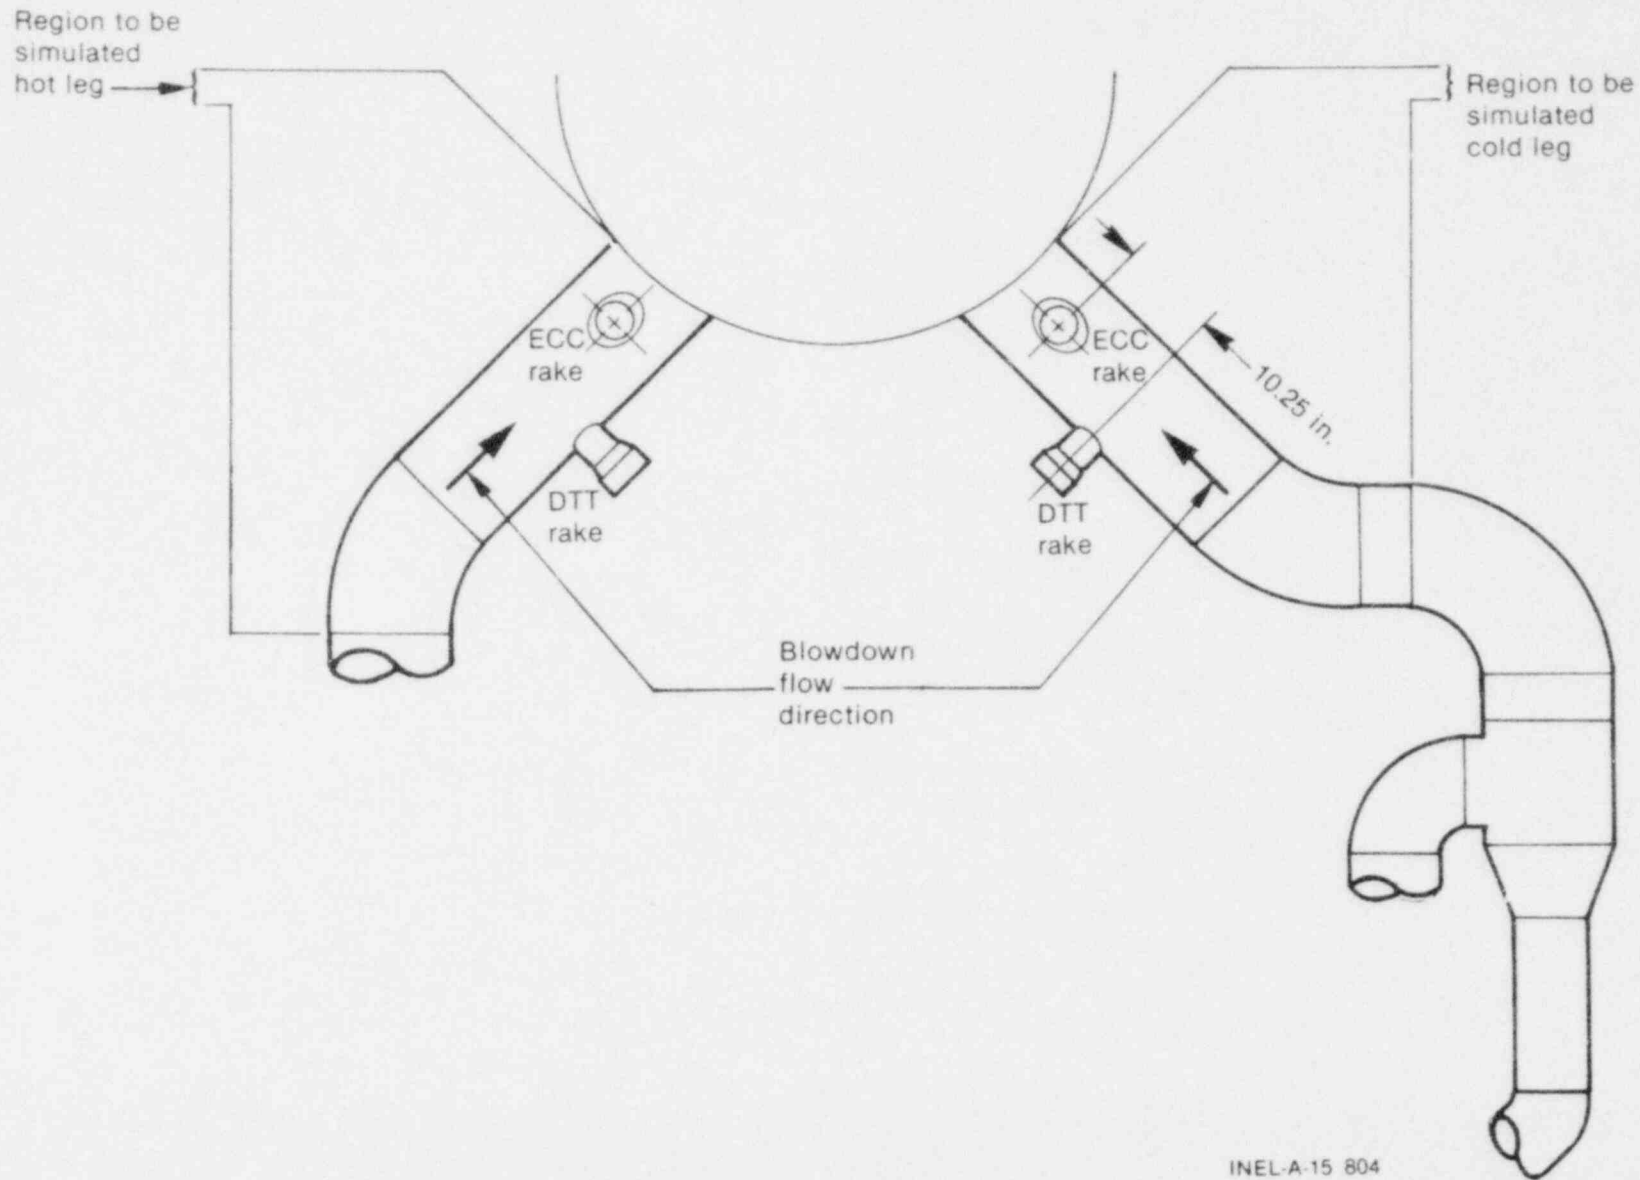 Region to be
simulated
hot leg
Region to be
simulated
cold leg
ECC
rake
ECC
rake
10.25 in.
DTT
rake
DTT
rake
Blowdown
flow
direction
INEL-A-15 804